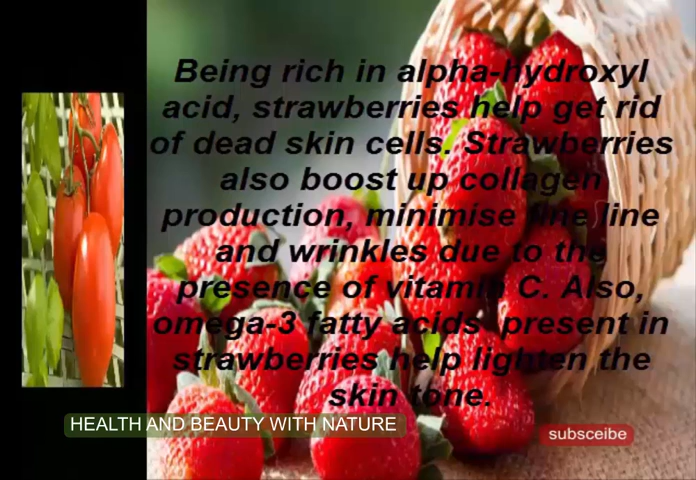 Being rich in alpha-hydroxyl
acid, strawberries help get rid
of dead skin cells. Strawberries
also boost up collagen
production, minimise fine line
and wrinkles due to the
presence of vitamin C. Also,
omega-3 fatty acids present in
strawberries help lighten the
skin tone.
HEALTH AND BEAUTY WITH NATURE
subsceibe